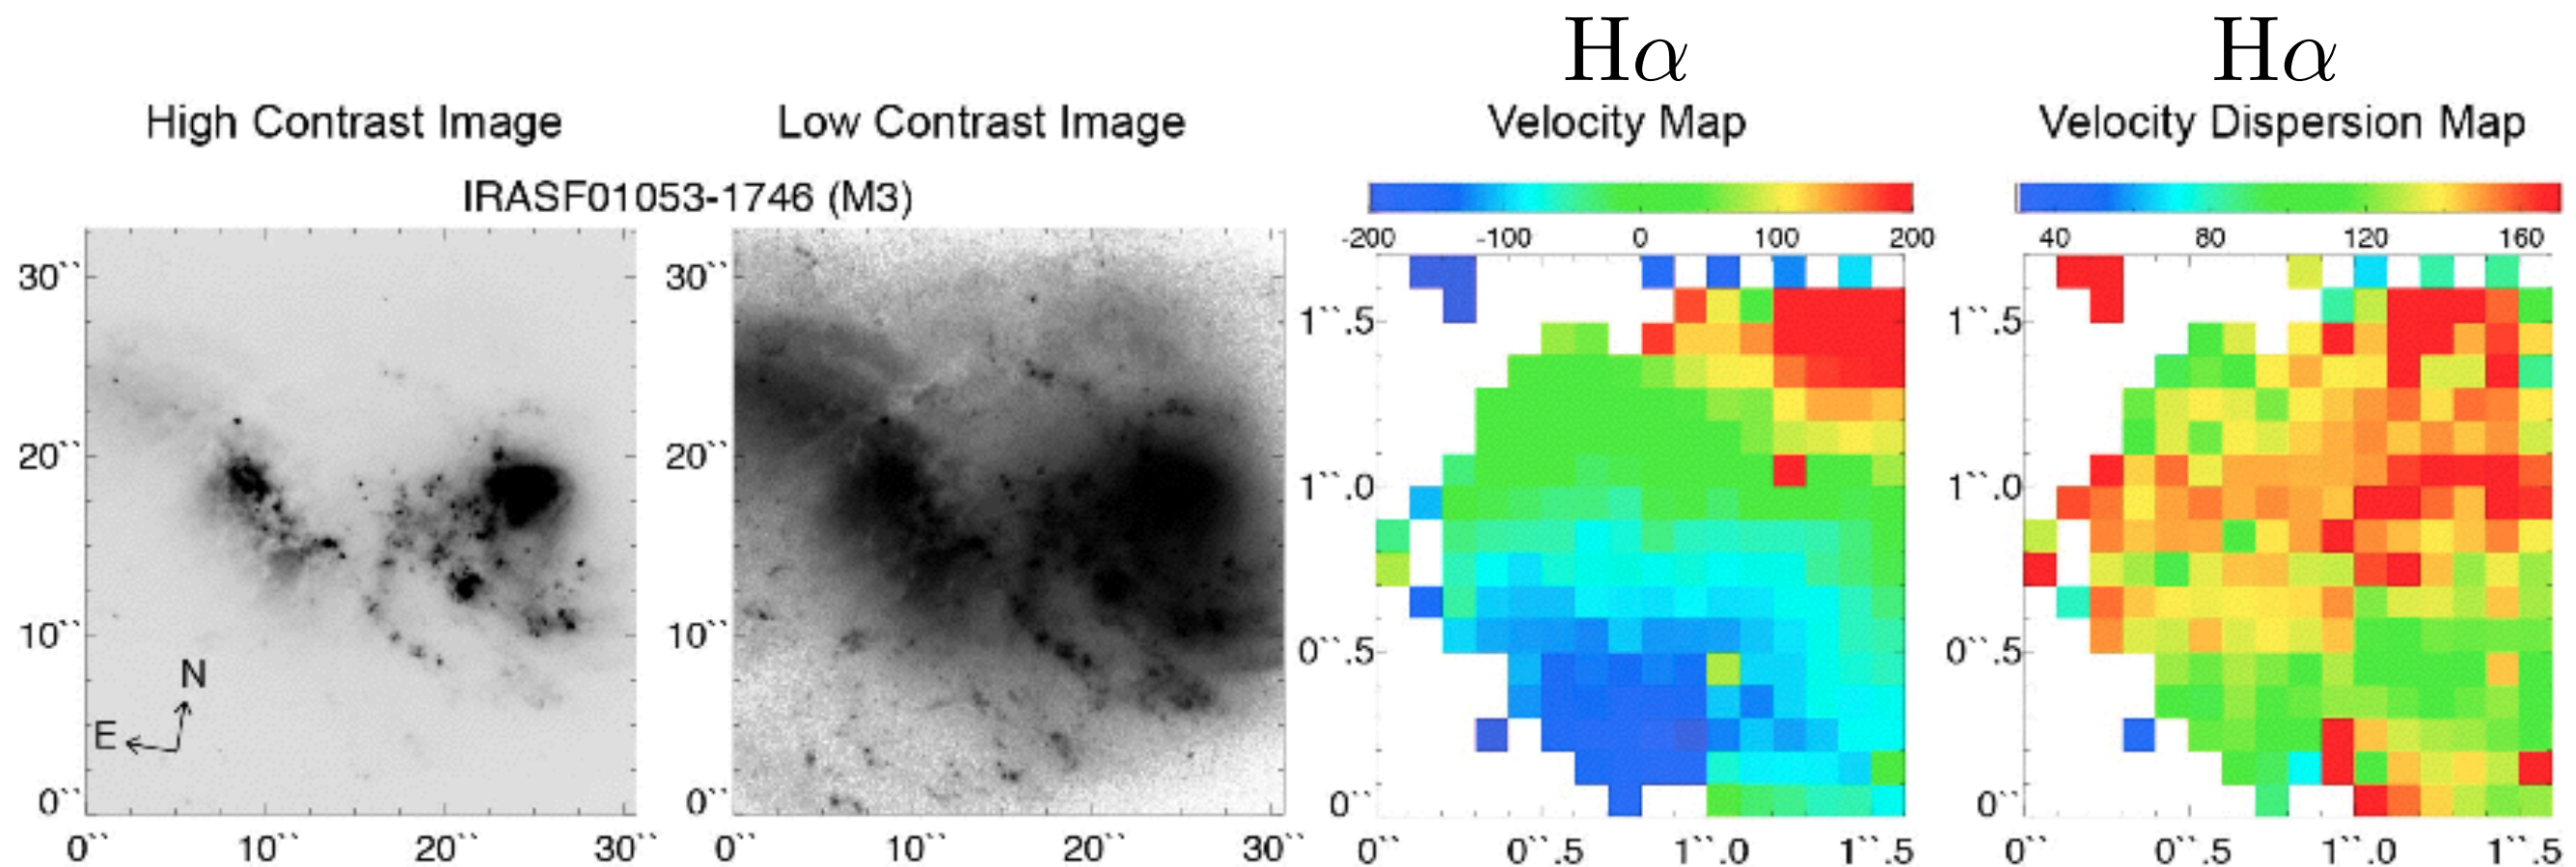 Hα Hα
High Contrast Image Low Contrast Image Velocity Map Velocity Dispersion Map
IRASF01053-1746 (M3)
-200 -100 0 100 200 40 80 120 160
30`` 30`` 1``.5 1``.5
20`` 20`` 1``.0 1``.0
10`` 10`` 0``.5 0``.5
N
E
0`` 0`` 0`` 0``
0`` 10`` 20`` 30`` 0`` 10`` 20`` 30`` 0`` 0``.5 1``.0 1``.5 0`` 0``.5 1``.0 1``.5